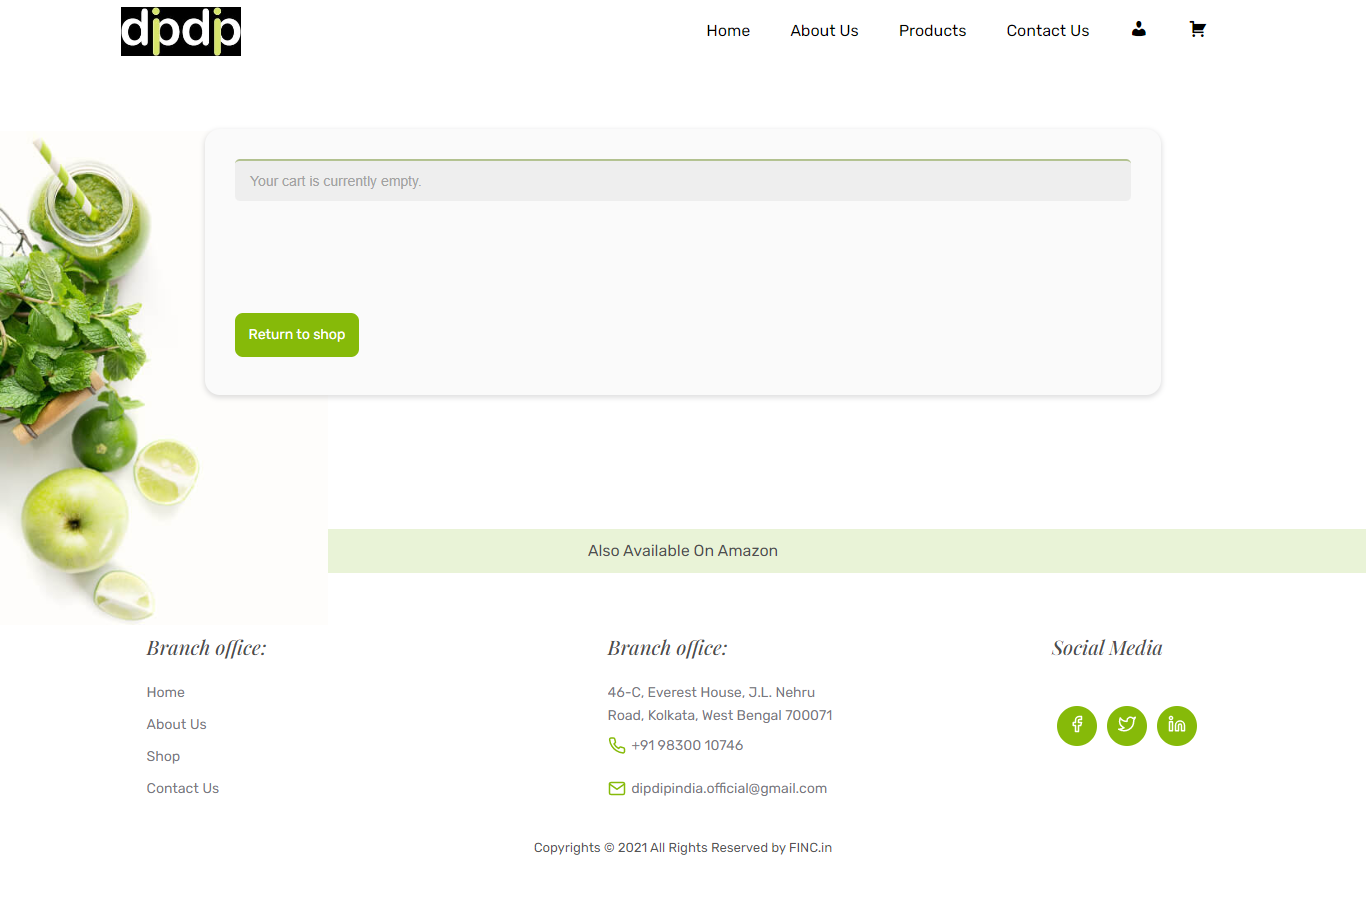 dipdip
Home About Us Products Contact Us
Your cart is currently empty.
Return to shop
Also Available On Amazon
Branch office:
Home
About Us
Shop
Contact Us
Branch office:
46-C, Everest House, J.L. Nehru
Road, Kolkata, West Bengal 700071
+91 98300 10746
dipdipindia.official@gmail.com
Social Media
Copyrights © 2021 All Rights Reserved by FINC.in